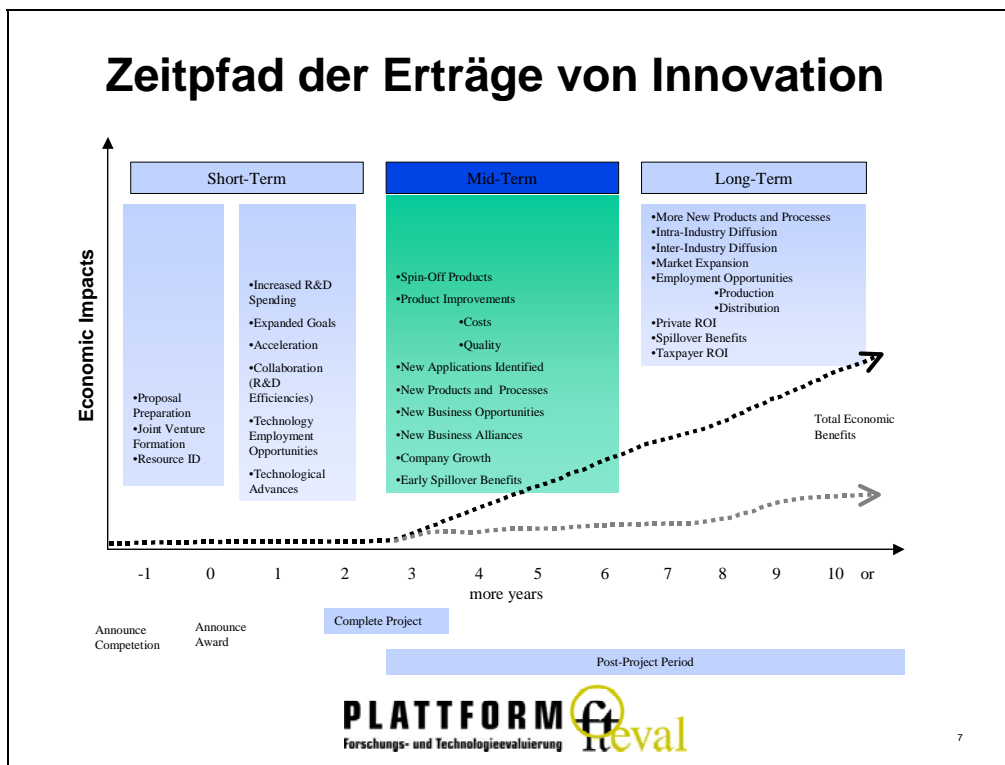 Zeitpfad der Erträge von Innovation
Economic Impacts
Short-Term
Mid-Term
Long-Term
•Proposal
Preparation
•Joint Venture
Formation
•Resource ID
•Increased R&D
Spending
•Expanded Goals
•Acceleration
•Collaboration
(R&D
Efficiencies)
•Technology
Employment
Opportunities
•Technological
Advances
•Spin-Off Products
•Product Improvements
•Costs
•Quality
•New Applications Identified
•New Products and Processes
•New Business Opportunities
•New Business Alliances
•Company Growth
•Early Spillover Benefits
•More New Products and Processes
•Intra-Industry Diffusion
•Inter-Industry Diffusion
•Market Expansion
•Employment Opportunities
•Production
•Distribution
•Private ROI
•Spillover Benefits
•Taxpayer ROI
Total Economic
Benefits
-1 0 1 2 3 4 5 6 7 8 9 10 or
more years
Announce
Competetion
Announce
Award
Complete Project
Post-Project Period
PLATTFORM fteval
Forschungs- und Technologieevaluierung
7